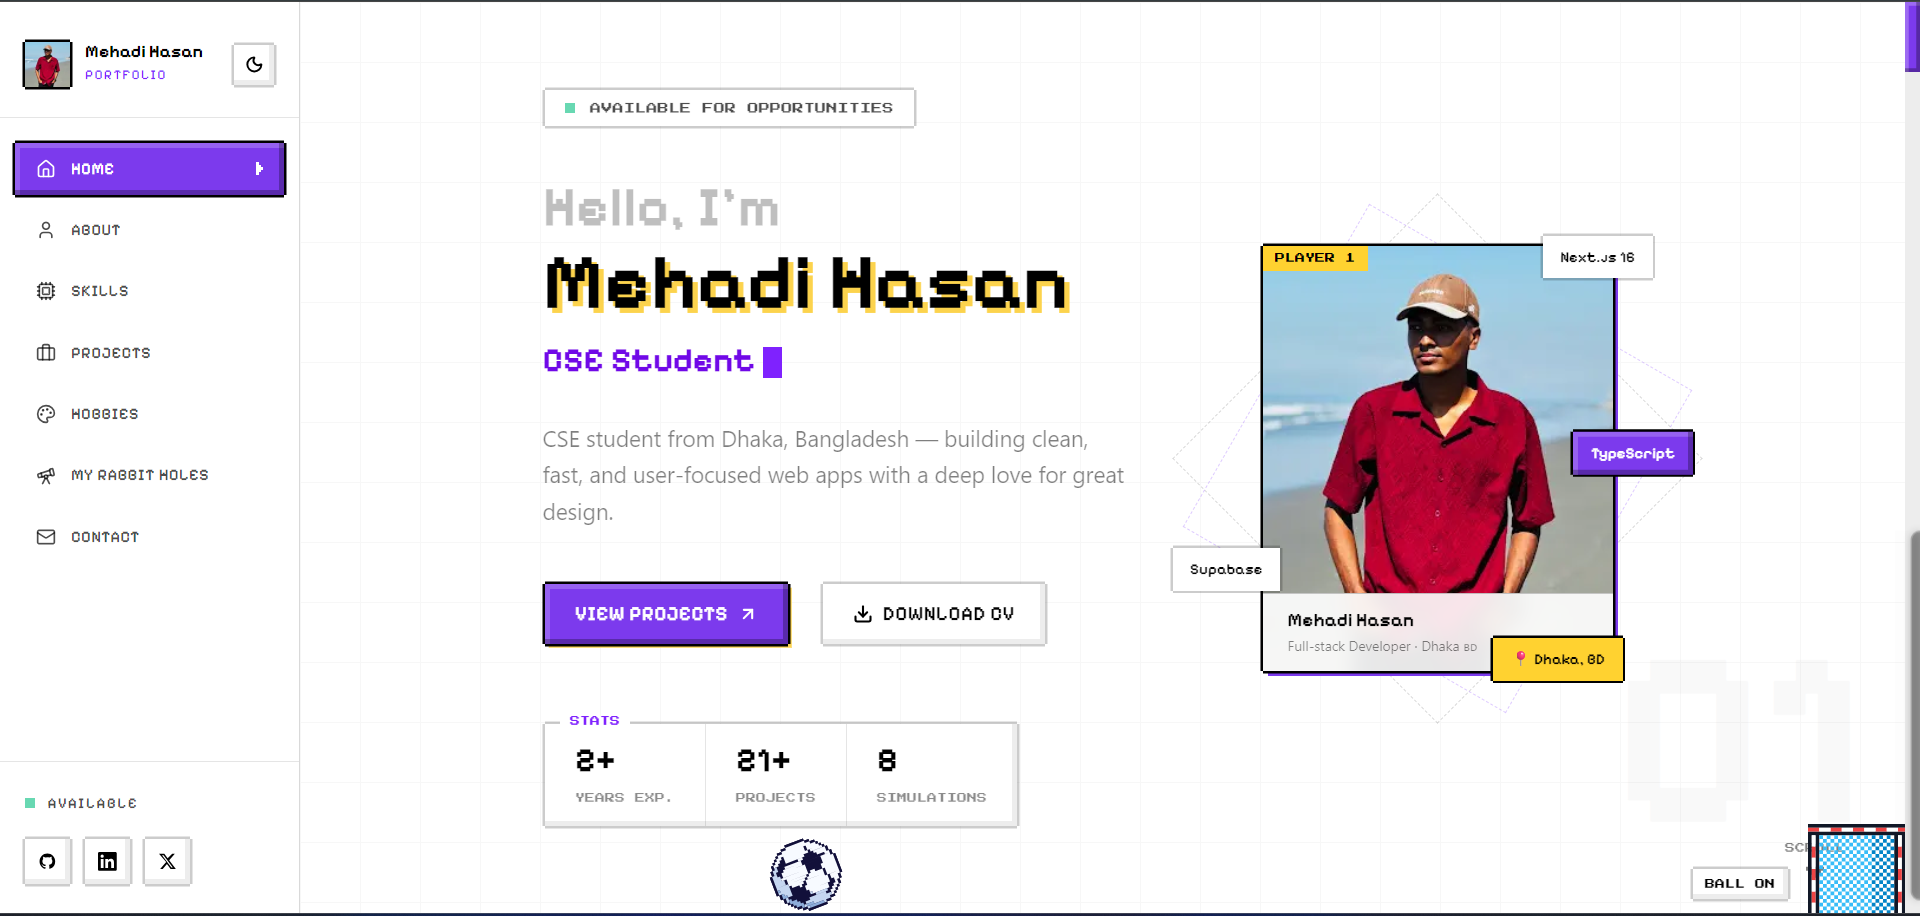 Mehadi Hasan
PORTFOLIO
HOME
ABOUT
SKILLS
PROJECTS
HOBBIES
MY RABBIT HOLES
CONTACT
AVAILABLE
AVAILABLE FOR OPPORTUNITIES
Hello, I'm
Mehadi Hasan
CSE Student
CSE student from Dhaka, Bangladesh — building clean,
fast, and user-focused web apps with a deep love for great
design.
VIEW PROJECTS
DOWNLOAD CV
STATS
2+
YEARS EXP.
21+
PROJECTS
8
SIMULATIONS
PLAYER 1
Next.js 16
TypeScript
Supabase
Mehadi Hasan
Full-stack Developer · Dhaka BD
📍 Dhaka, BD
01
SCROLL
BALL ON